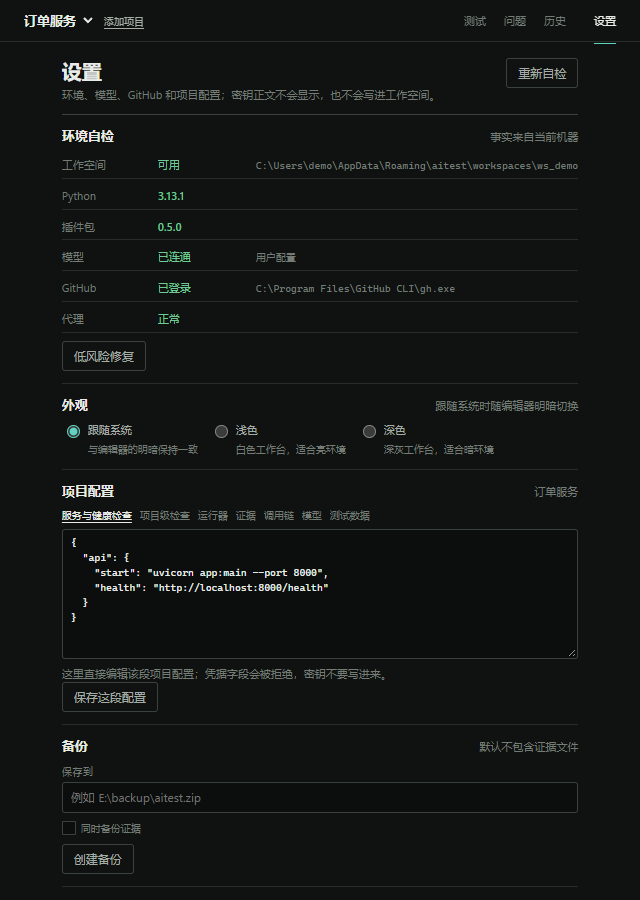 订单服务 添加项目 测试 问题 历史 设置
设置 重新自检
环境、模型、GitHub 和项目配置；密钥正文不会显示，也不会写进工作空间。
环境自检 事实来自当前机器
工作空间 可用 C:\Users\demo\AppData\Roaming\aitest\workspaces\ws_demo
Python 3.13.1
插件包 0.5.0
模型 已连通 用户配置
GitHub 已登录 C:\Program Files\GitHub CLI\gh.exe
代理 正常
低风险修复
外观 跟随系统时随编辑器明暗切换
跟随系统 浅色 深色
与编辑器的明暗保持一致 白色工作台，适合亮环境 深灰工作台，适合暗环境
项目配置 订单服务
服务与健康检查 项目级检查 运行器 证据 调用链 模型 测试数据
{
"api": {
"start": "uvicorn app:main --port 8000",
"health": "http://localhost:8000/health"
}
}
这里直接编辑该段项目配置；凭据字段会被拒绝，密钥不要写进来。
保存这段配置
备份 默认不包含证据文件
保存到
例如 E:\backup\aitest.zip
同时备份证据
创建备份